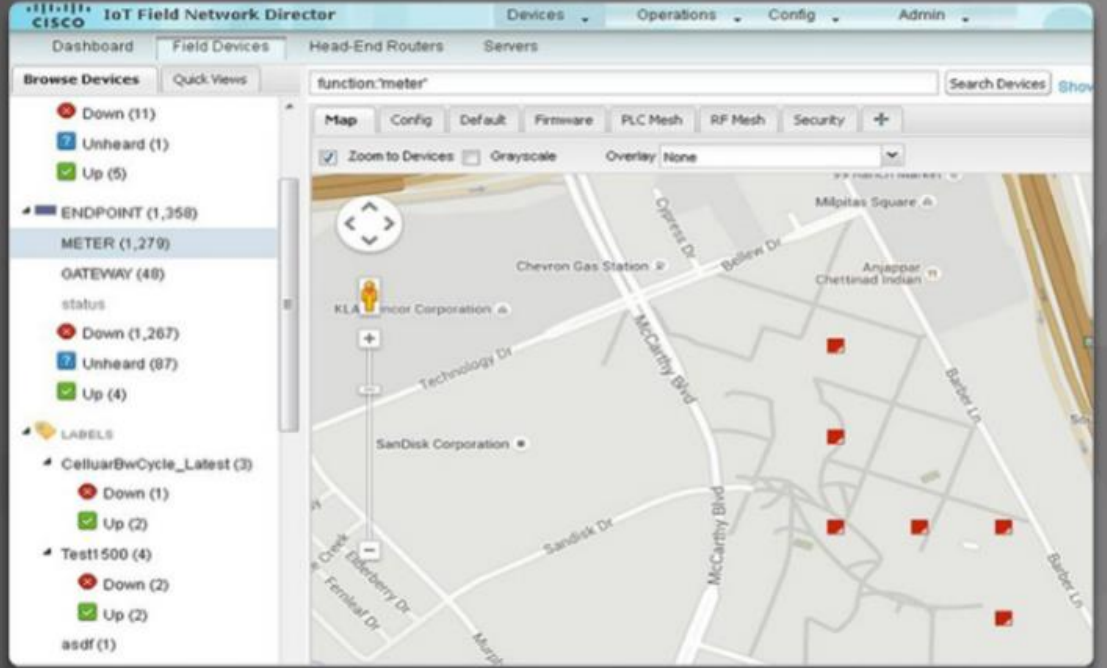 CISCO IoT Field Network Director
Devices Operations Config Admin
Dashboard Field Devices Head-End Routers Servers
Browse Devices Quick Views
function:"meter" Search Devices Show
Down (11)
Unheard (1)
Up (5)
ENDPOINT (1,358)
METER (1,279)
GATEWAY (48)
status
Down (1,267)
Unheard (87)
Up (4)
LABELS
CelluarBwCycle_Latest (3)
Down (1)
Up (2)
Test1500 (4)
Down (2)
Up (2)
asdf (1)
Map Config Default Firmware PLC Mesh RF Mesh Security
Zoom to Devices Grayscale Overlay None
Milpitas Square
Cypress Dr
Bellew Dr
Chevron Gas Station
Anjappar
Chettinad Indian
KLA ncor Corporation
McCarthy Blvd
Technology Dr
Barber Ln
SanDisk Corporation
McCarthy Blvd
Sandisk Dr
Barber Ln
Creek
Elderberry Dr
Fernleaf Dr
Murph